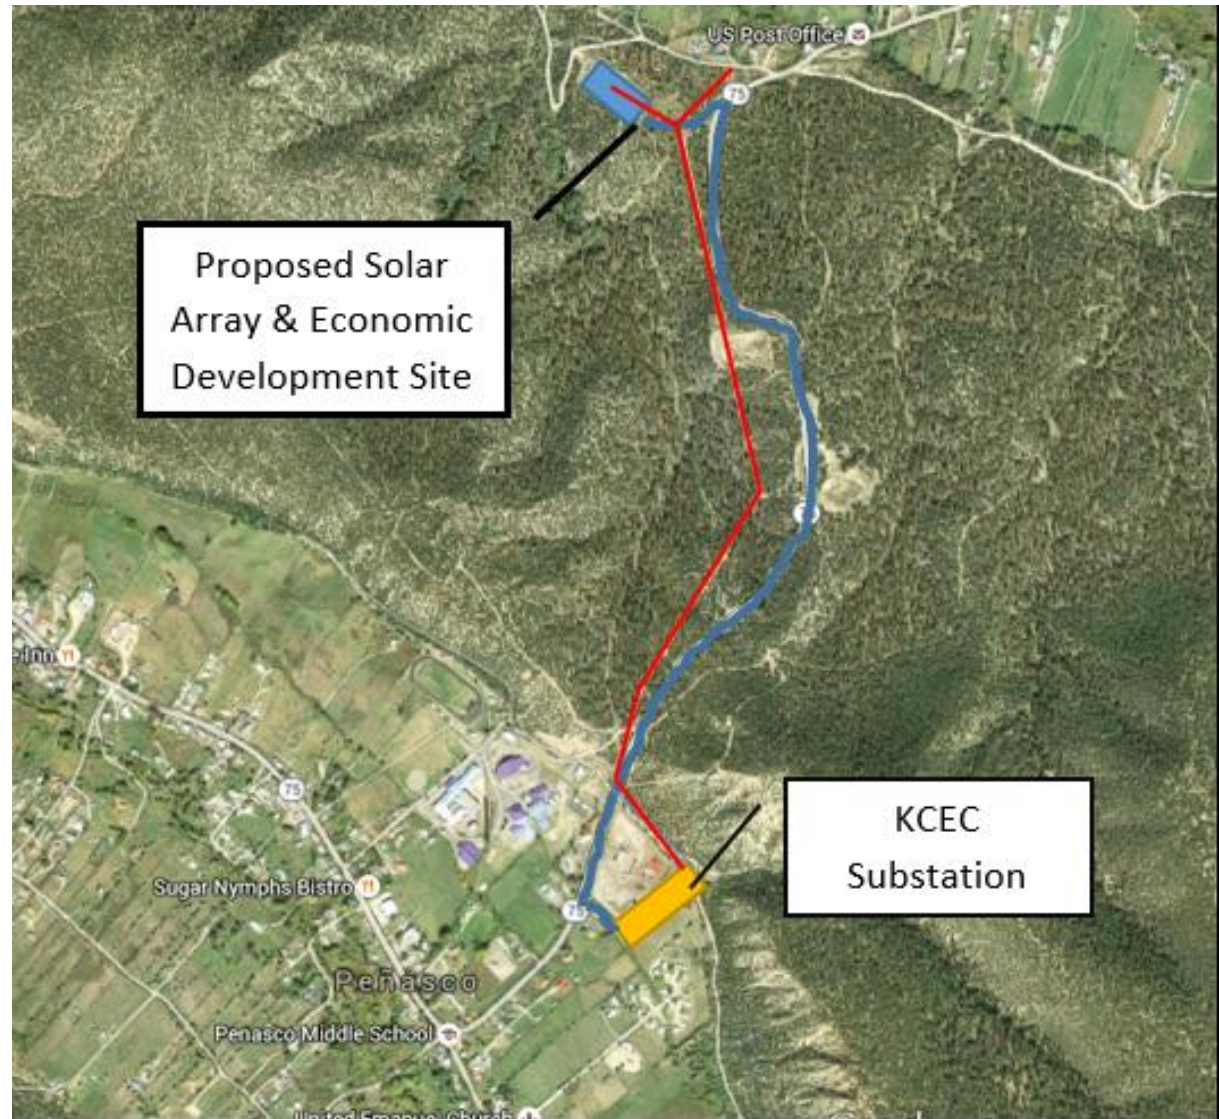 US Post Office
75
Proposed Solar
Array & Economic
Development Site
75
KCEC
Substation
Sugar Nymphs Bistro
75
Peñasco
Penasco Middle School